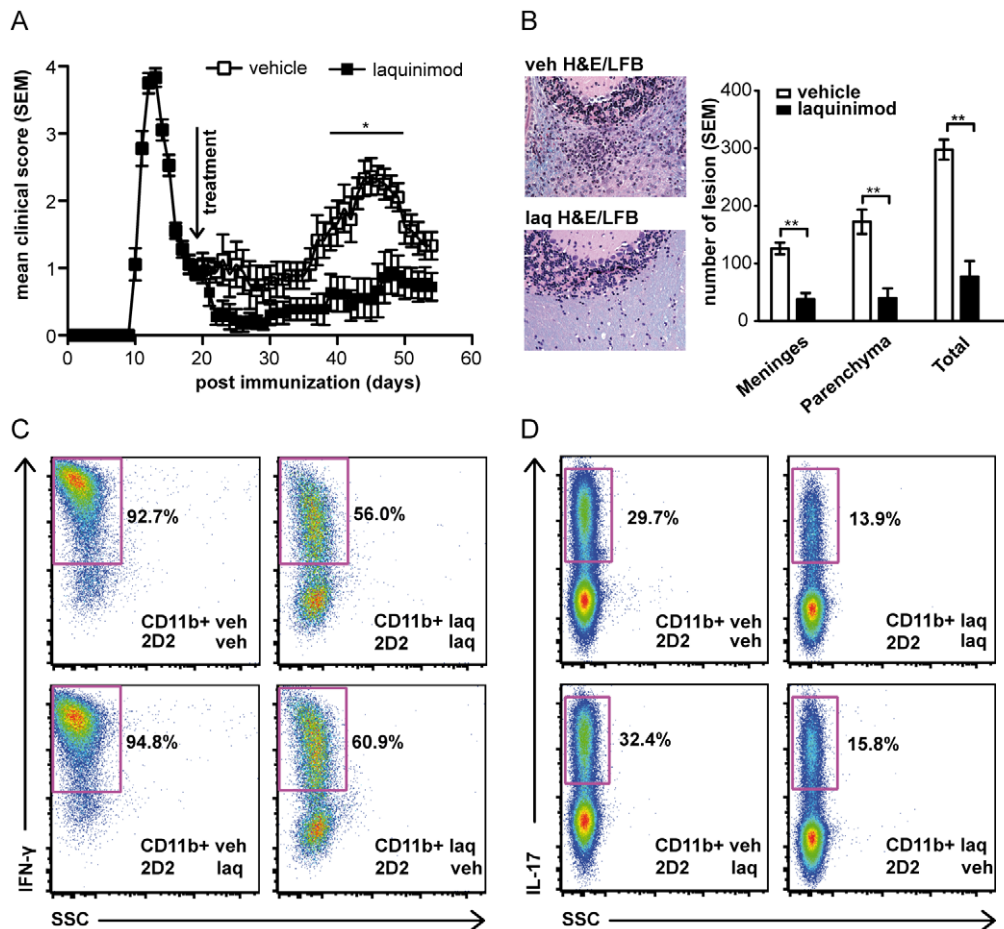 A
mean clinical score (SEM)
4
3
2
1
0
0
10
20
30
40
50
60
post immunization (days)
vehicle
laquinimod
treatment
*
B
veh H&E/LFB
laq H&E/LFB
number of lesion (SEM)
400
300
200
100
0
vehicle
laquinimod
**
**
**
Meninges
Parenchyma
Total
C
IFN-γ
92.7%
CD11b+ veh
2D2 veh
56.0%
CD11b+ laq
2D2 laq
94.8%
CD11b+ veh
2D2 laq
60.9%
CD11b+ laq
2D2 veh
SSC
D
IL-17
29.7%
CD11b+ veh
2D2 veh
13.9%
CD11b+ laq
2D2 laq
32.4%
CD11b+ veh
2D2 laq
15.8%
CD11b+ laq
2D2 veh
SSC